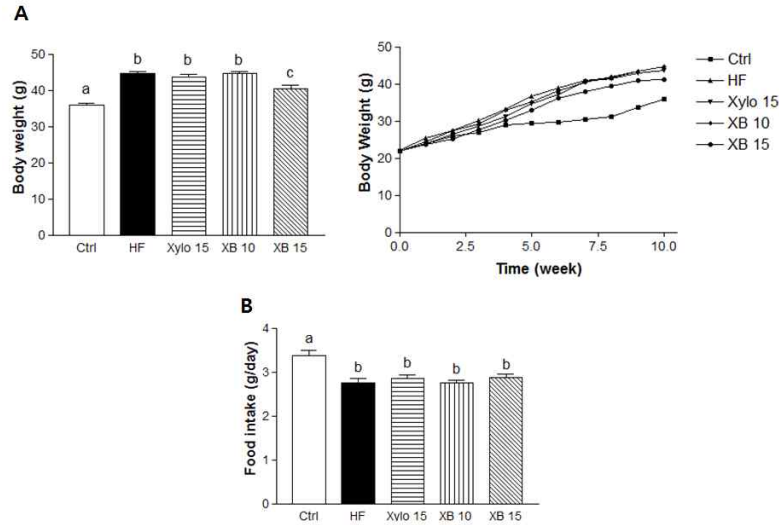 A
Body weight (g)
50
40
30
20
10
0
a
b
b
b
c
Ctrl
HF
Xylo 15
XB 10
XB 15
Body Weight (g)
50
40
30
20
10
0
0.0
2.5
5.0
7.5
10.0
Time (week)
Ctrl
HF
Xylo 15
XB 10
XB 15
B
Food intake (g/day)
4
3
2
1
0
a
b
b
b
b
Ctrl
HF
Xylo 15
XB 10
XB 15